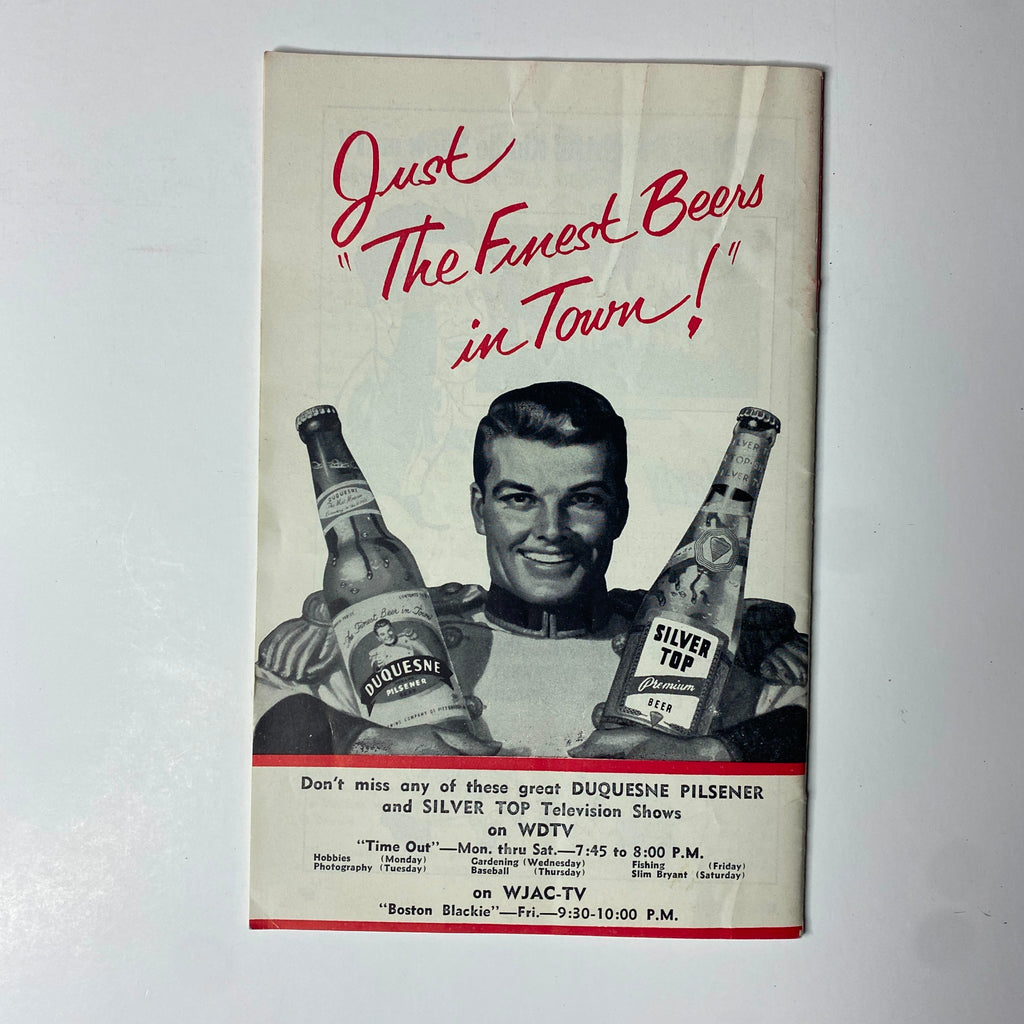 Just
"The Finest Beers
in Town!"
DUQUESNE
The Finest Beer in Town
DUQUESNE
PILSENER
SILVER
TOP
Premium
BEER
Don't miss any of these great DUQUESNE PILSENER
and SILVER TOP Television Shows
on WDTV
"Time Out"—Mon. thru Sat.—7:45 to 8:00 P.M.
Hobbies (Monday) Gardening (Wednesday) Fishing (Friday)
Photography (Tuesday) Baseball (Thursday) Slim Bryant (Saturday)
on WJAC-TV
"Boston Blackie"—Fri.—9:30-10:00 P.M.